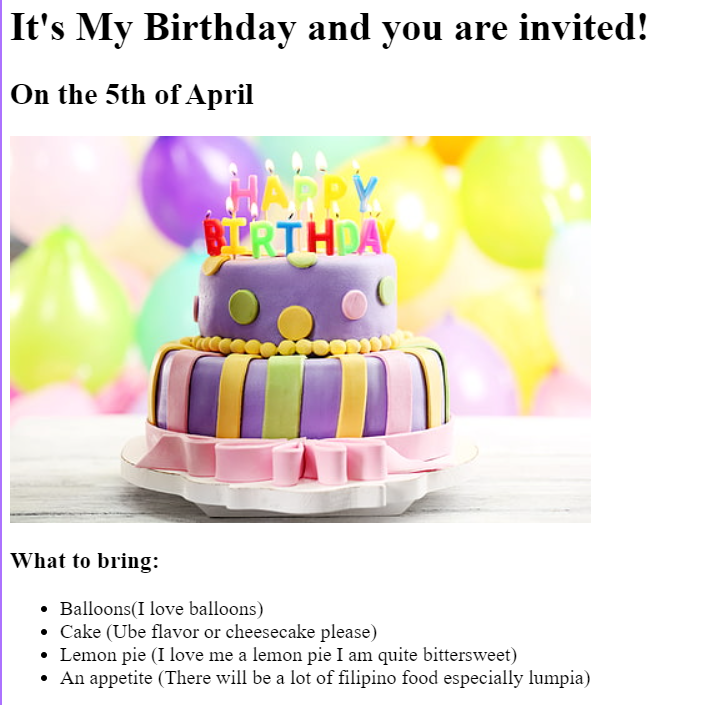 It's My Birthday and you are invited!
On the 5th of April
HAPPY
BIRTHDAY
What to bring:
Balloons(I love balloons)
Cake (Ube flavor or cheesecake please)
Lemon pie (I love me a lemon pie I am quite bittersweet)
An appetite (There will be a lot of filipino food especially lumpia)